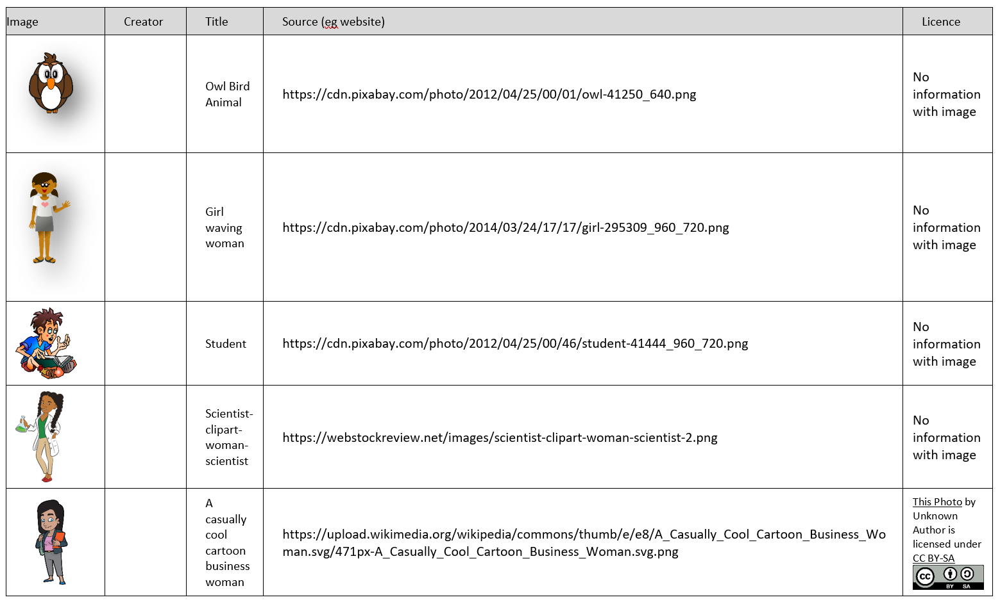 Image Creator Title Source (eg website) Licence
Owl Bird
Animal
https://cdn.pixabay.com/photo/2012/04/25/00/01/owl-41250_640.png
No
information
with image
Girl
waving
woman
https://cdn.pixabay.com/photo/2014/03/24/17/17/girl-295309_960_720.png
No
information
with image
Student
https://cdn.pixabay.com/photo/2012/04/25/00/46/student-41444_960_720.png
No
information
with image
Scientist-
clipart-
woman-
scientist
https://webstockreview.net/images/scientist-clipart-woman-scientist-2.png
No
information
with image
A
casually
cool
cartoon
business
woman
https://upload.wikimedia.org/wikipedia/commons/thumb/e/e8/A_Casually_Cool_Cartoon_Business_Wo
man.svg/471px-A_Casually_Cool_Cartoon_Business_Woman.svg.png
This Photo by
Unknown
Author is
licensed under
CC BY-SA
CC
BY SA